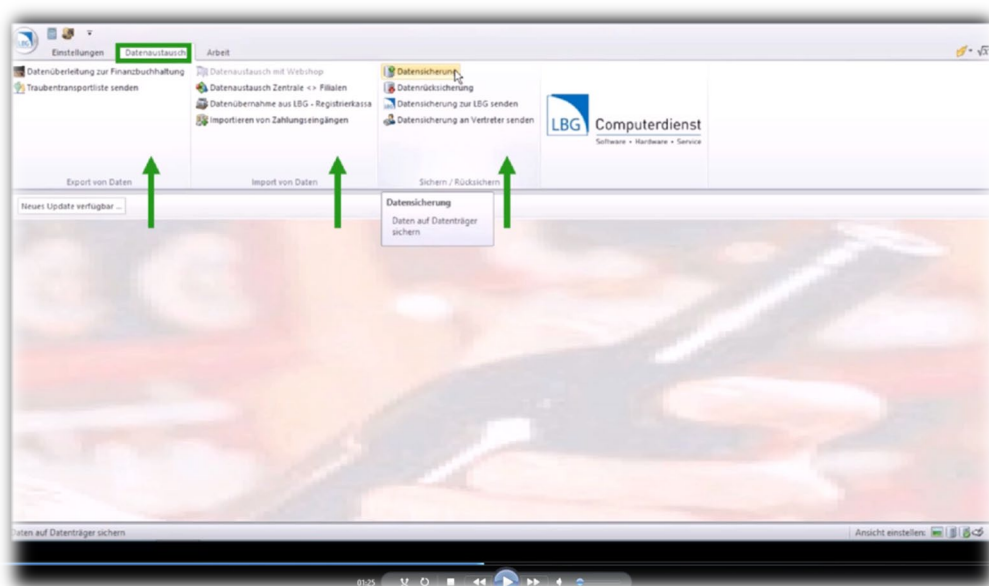 LBG
Einstellungen
Datenaustausch
Arbeit
Datenüberleitung zur Finanzbuchhaltung
Traubentransportliste senden
Export von Daten
Datenaustausch mit Webshop
Datenaustausch Zentrale <> Filialen
Datenübernahme aus LBG - Registrierkassa
Importieren von Zahlungseingängen
Import von Daten
Datensicherung
Datenrücksicherung
Datensicherung zur LBG senden
Datensicherung an Vertreter senden
Sichern / Rücksichern
LBG Computerdienst
Software • Hardware • Service
Neues Update verfügbar ...
Datensicherung
Daten auf Datenträger
sichern
Daten auf Datenträger sichern
Ansicht einstellen:
01:25